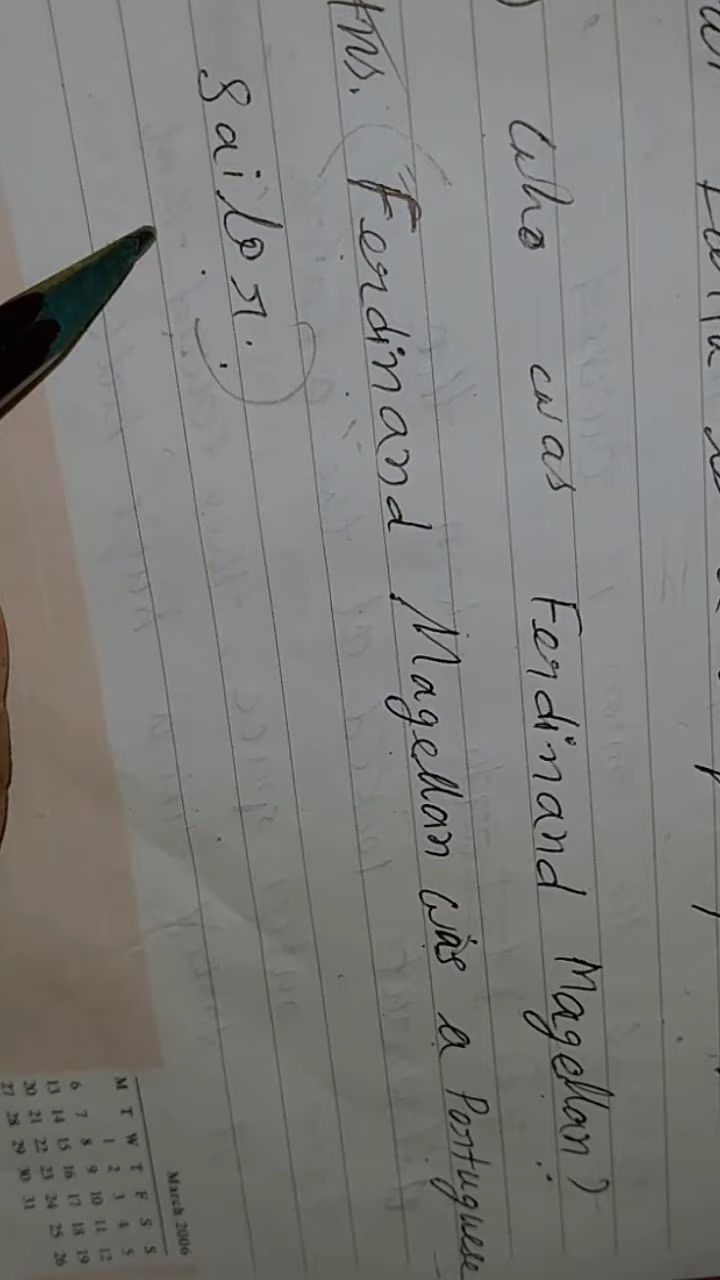 ) Who was Ferdinand Magellan?
Ans. Ferdinand Magellan was a Portuguese
Sailor.
March 2006
M T W T F S S
1 2 3 4 5
6 7 8 9 10 11 12
13 14 15 16 17 18 19
20 21 22 23 24 25 26
27 28 29 30 31